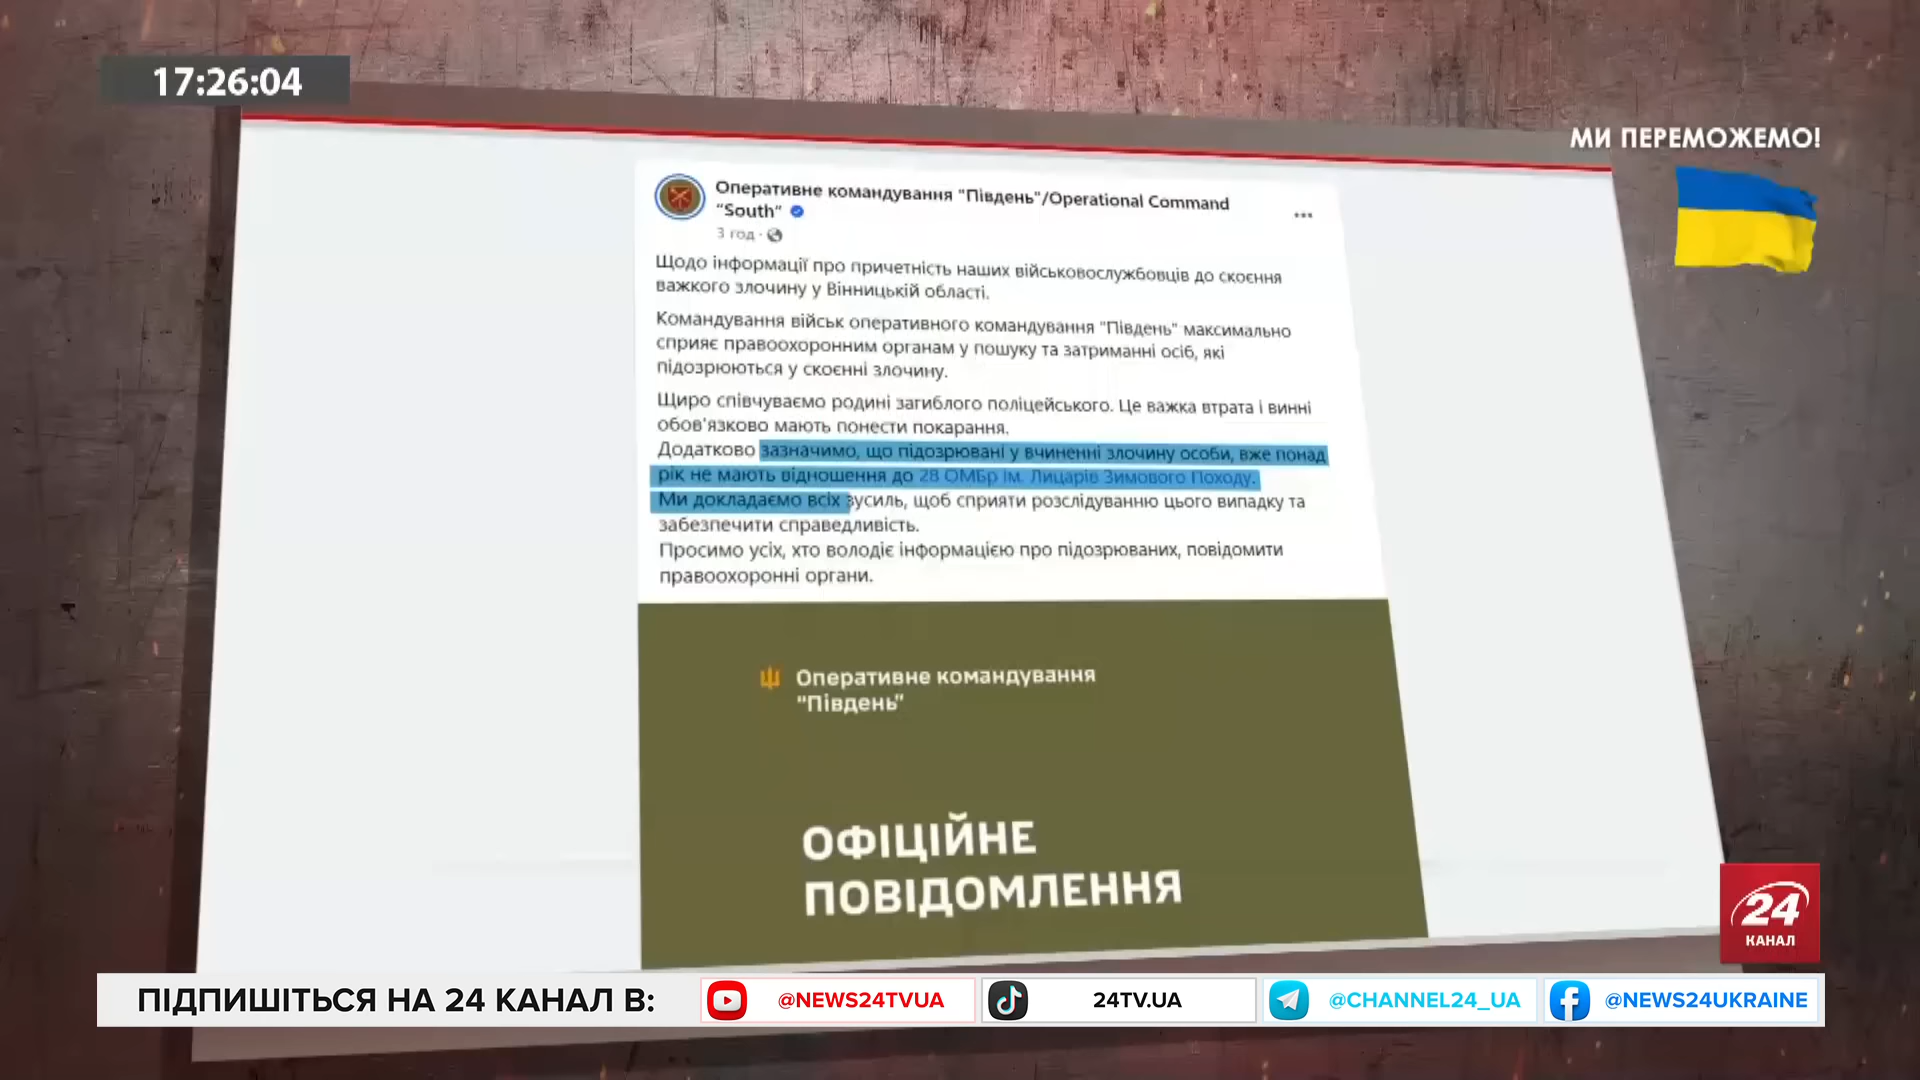 17:26:04
МИ ПЕРЕМОЖЕМО!
Оперативне командування "Південь"/Operational Command
"South"
3 год ·
Щодо інформації про причетність наших військовослужбовців до скоєння
важкого злочину у Вінницькій області.
Командування військ оперативного командування "Південь" максимально
сприяє правоохоронним органам у пошуку та затриманні осіб, які
підозрюються у скоєнні злочину.
Щиро співчуваємо родині загиблого поліцейського. Це важка втрата і винні
обов'язково мають понести покарання.
Додатково зазначимо, що підозрювані у вчиненні злочину особи, вже понад
рік не мають відношення до 28 ОМБр ім. Лицарів Зимового Походу.
Ми докладаємо всіх зусиль, щоб сприяти розслідуванню цього випадку та
забезпечити справедливість.
Просимо усіх, хто володіє інформацією про підозрюваних, повідомити
правоохоронні органи.
Оперативне командування
"Південь"
ОФІЦІЙНЕ
ПОВІДОМЛЕННЯ
24
КАНАЛ
ПІДПИШІТЬСЯ НА 24 КАНАЛ В:
@NEWS24TVUA
24TV.UA
@CHANNEL24_UA
@NEWS24UKRAINE